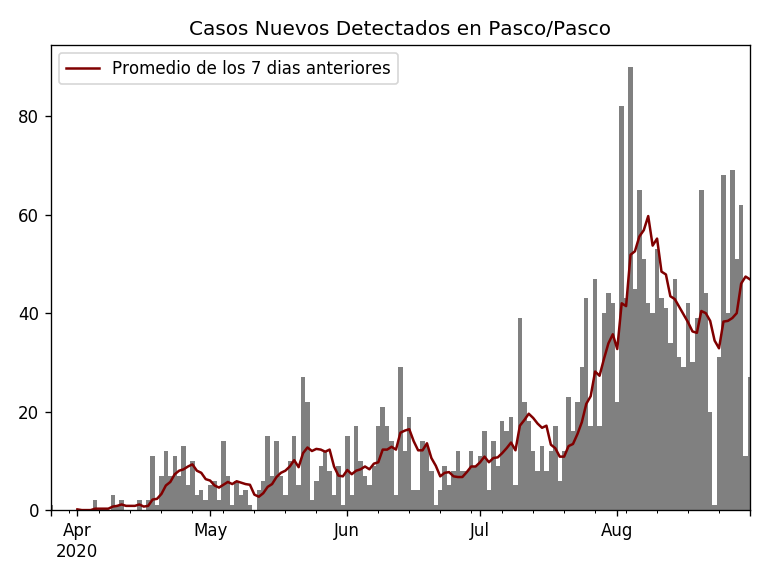 Casos Nuevos Detectados en Pasco/Pasco
Promedio de los 7 dias anteriores
80
60
40
20
0
Apr May Jun Jul Aug
2020